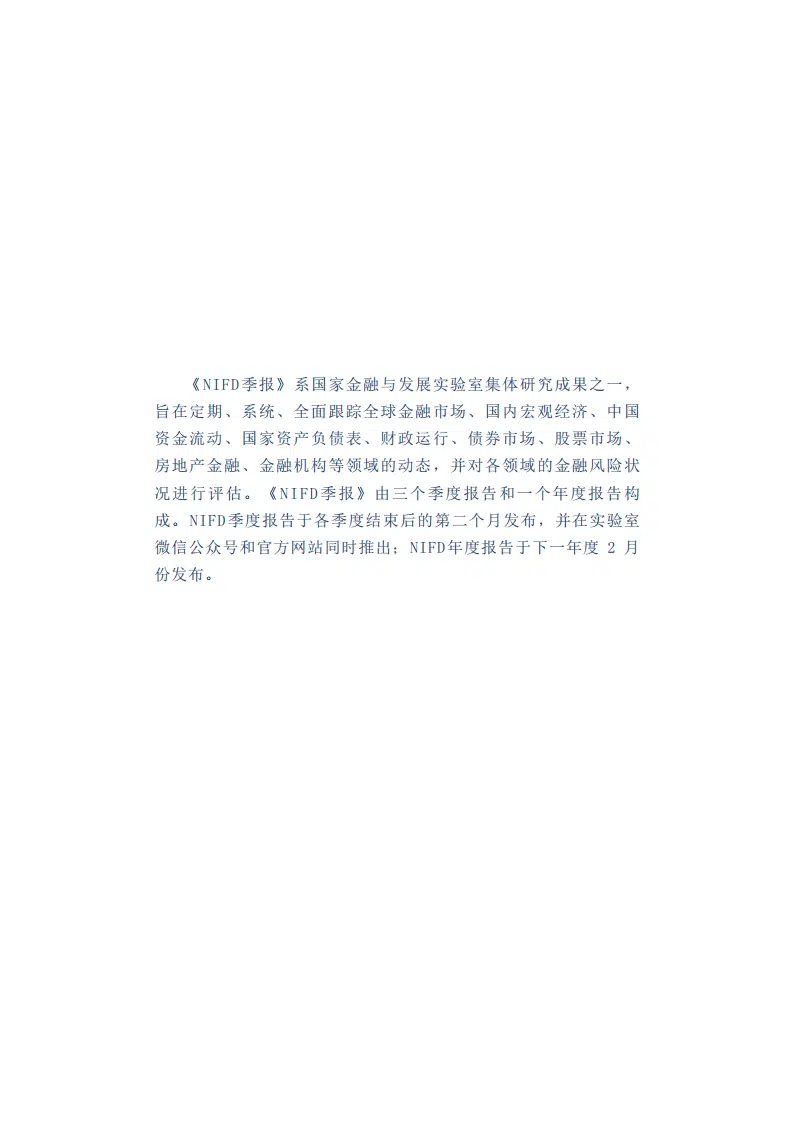 《NIFD季报》系国家金融与发展实验室集体研究成果之一，
旨在定期、系统、全面跟踪全球金融市场、国内宏观经济、中国
资金流动、国家资产负债表、财政运行、债券市场、股票市场、
房地产金融、金融机构等领域的动态，并对各领域的金融风险状
况进行评估。《NIFD季报》由三个季度报告和一个年度报告构
成。NIFD季度报告于各季度结束后的第二个月发布，并在实验室
微信公众号和官方网站同时推出；NIFD年度报告于下一年度 2 月
份发布。